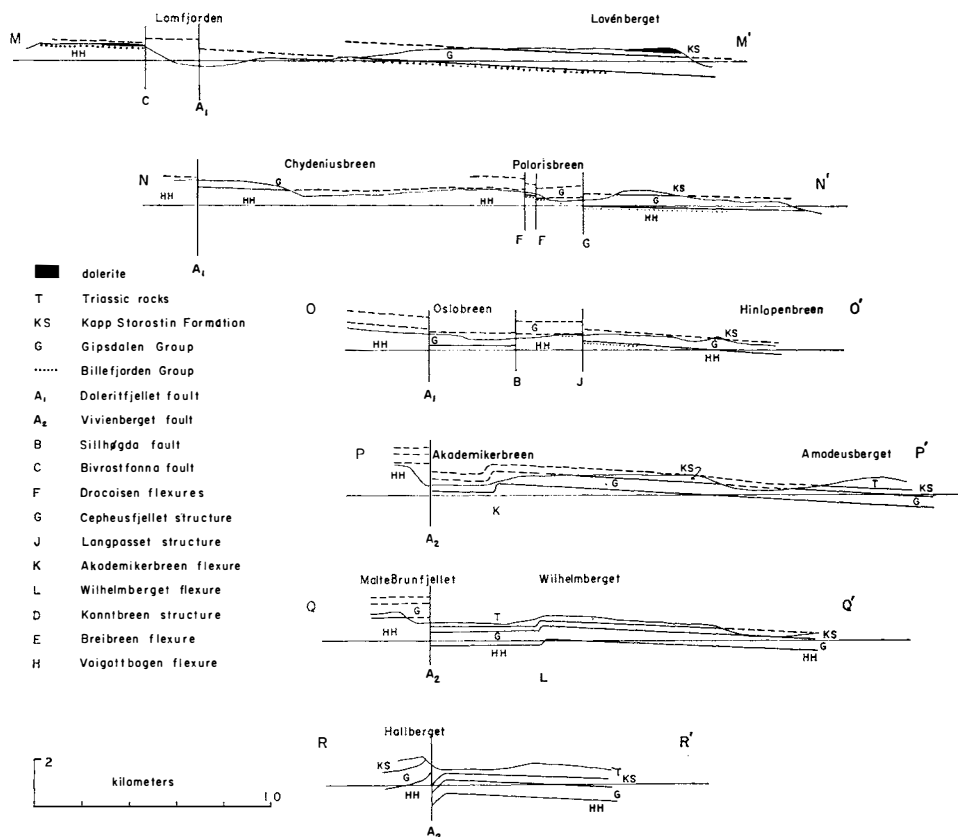 Lomfjorden Lovénberget
M M'
KS
HH G
C
A₁
Chydeniusbreen Polarisbreen
N N'
G G KS
HH HH HH G
HH
F F G
A₁
dolerite
T Triassic rocks
KS Kapp Starostin Formation
G Gipsdalen Group
Billefjorden Group
A₁ Doleritfjellet fault
A₂ Vivienberget fault
B Sillhøgda fault
C Bivrostfonna fault
F Dracoisen flexures
G Cepheusfjellet structure
J Langpasset structure
K Akademikerbreen flexure
L Wilhelmberget flexure
D Konntbreen structure
E Breibreen flexure
H Vaigattbogen flexure
O Oslobreen Hinlopenbreen O'
G KS
HH G HH G
HH
A₁ B J
P P'
Akademikerbreen Amodeusberget
HH KS
G T KS
K G
A₂
MalteBrunfjellet Wilhelmberget
Q Q'
G T
HH G KS
HH G
HH
A₂ L
Hallberget
R R'
KS T KS
G
HH HH G
A₂
2
kilometers
10